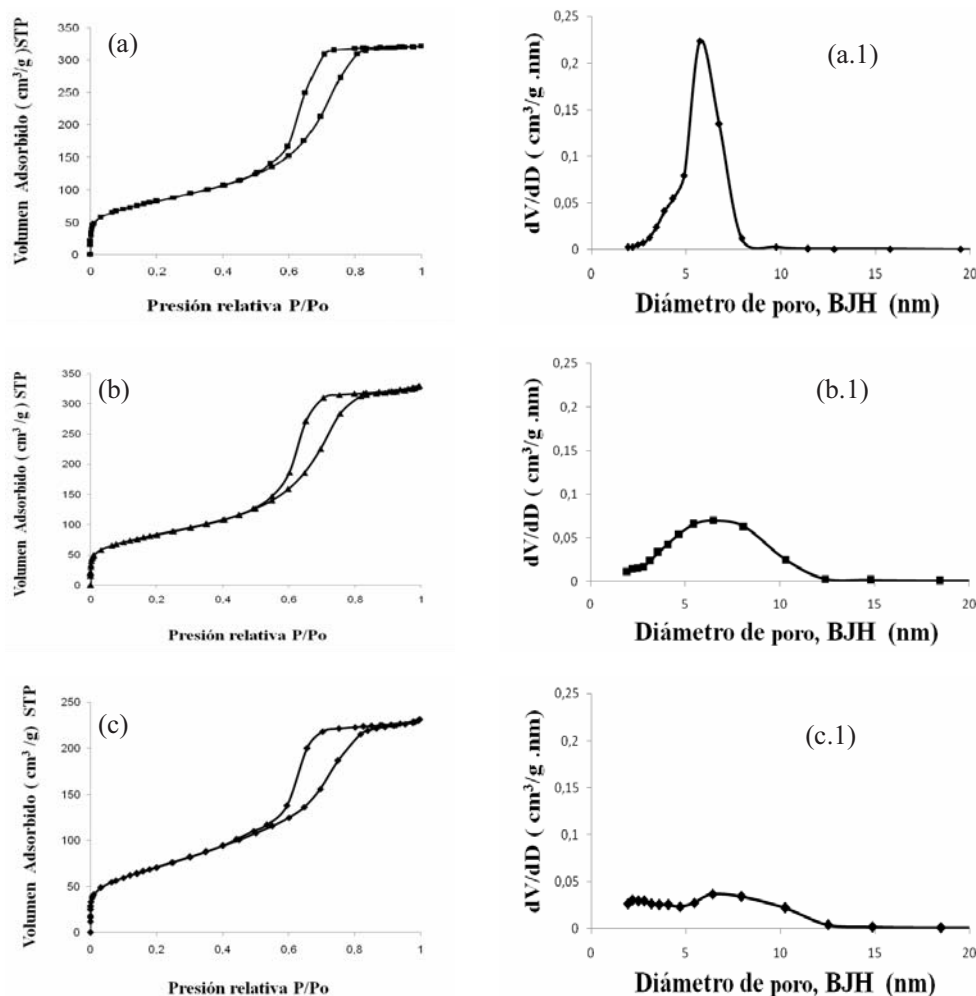 (a)
Volumen Adsorbido ( cm³/g )STP
350
300
250
200
150
100
50
0
0 0,2 0,4 0,6 0,8 1
Presión relativa P/Po
(a.1)
dV/dD ( cm³/g .nm)
0,25
0,2
0,15
0,1
0,05
0
0 5 10 15 20
Diámetro de poro, BJH (nm)
(b)
Volumen Adsorbido ( cm³ /g ) STP
350
300
250
200
150
100
50
0
0 0,2 0,4 0,6 0,8 1
Presión relativa P/Po
(b.1)
dV/dD ( cm³/g .nm)
0,25
0,2
0,15
0,1
0,05
0
0 5 10 15 20
Diámetro de poro, BJH (nm)
(c)
Volumen Adsorbido ( cm³ /g) STP
250
200
150
100
50
0
0 0,2 0,4 0,6 0,8 1
Presión relativa P/Po
(c.1)
dV/dD ( cm³/g .nm)
0,25
0,2
0,15
0,1
0,05
0
0 5 10 15 20
Diámetro de poro, BJH (nm)